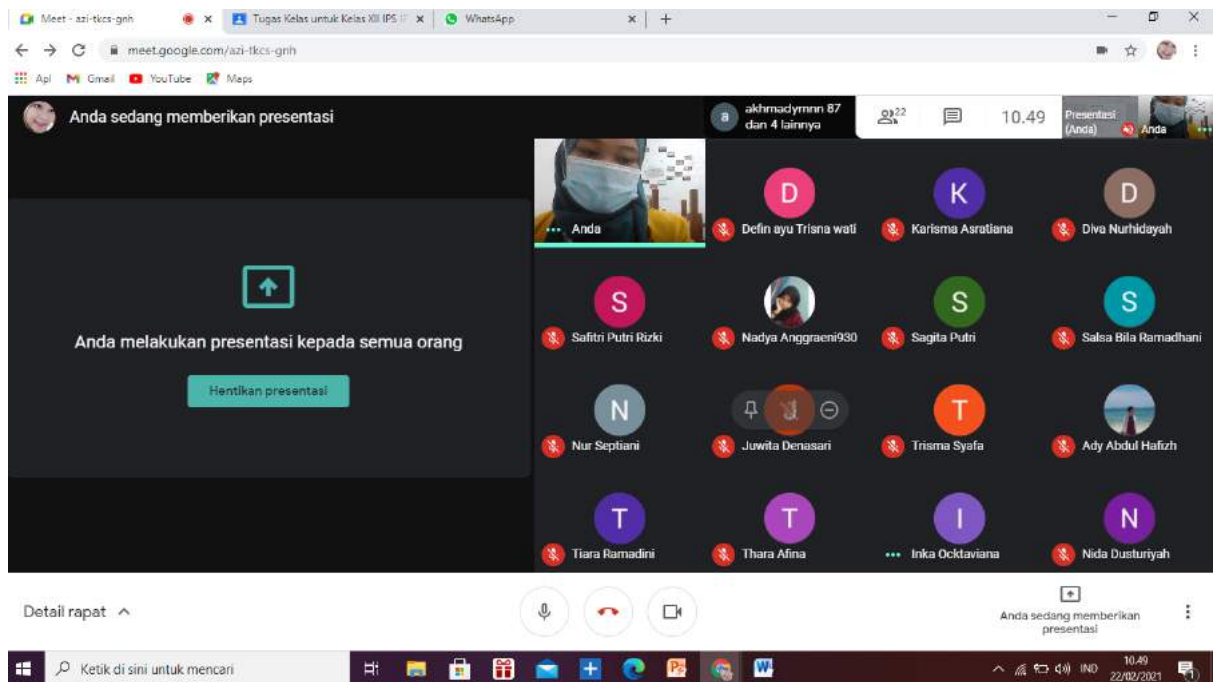 Meet - azi-tkcs-gnh
Tugas Kelas untuk Kelas XII IPS
WhatsApp
meet.google.com/azi-tkcs-gnh
Apl
Gmail
YouTube
Maps
Anda sedang memberikan presentasi
a
akhmadymnn 87
dan 4 lainnya
22
10.49
Presentasi
(Anda)
Anda
Anda melakukan presentasi kepada semua orang
Hentikan presentasi
Anda
D
Defin ayu Trisna wati
K
Karisma Asratiana
D
Diva Nurhidayah
S
Safitri Putri Rizki
Nadya Anggraeni930
S
Sagita Putri
S
Salsa Bila Ramadhani
N
Nur Septiani
Juwita Denasari
T
Trisma Syafa
Ady Abdul Hafizh
T
Tiara Ramadini
T
Thara Afina
I
Inka Ocktaviana
N
Nida Dusturiyah
Detail rapat
Anda sedang memberikan
presentasi
Ketik di sini untuk mencari
IND
10.49
22/02/2021